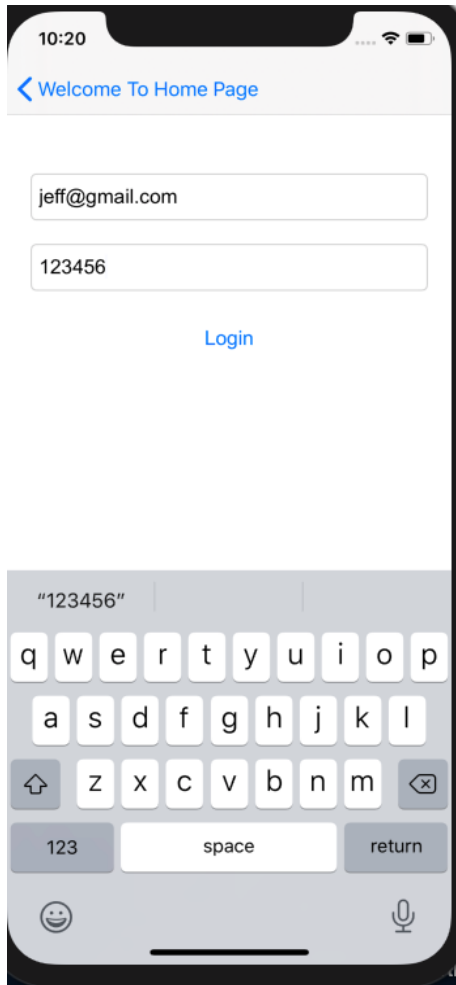 10:20
Welcome To Home Page
jeff@gmail.com
123456
Login
“123456”
q w e r t y u i o p
a s d f g h j k l
z x c v b n m
123 space return